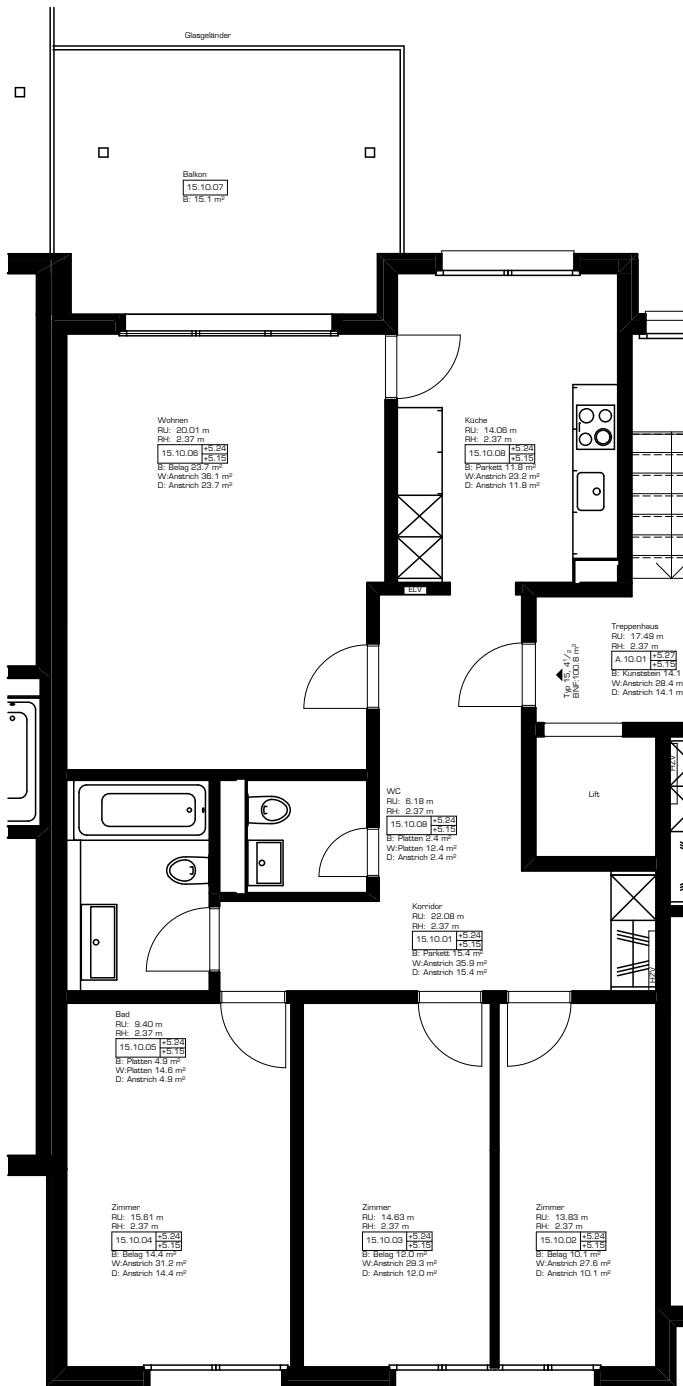 Glasgeländer
Balkon
15.10.07
B: 15.1 m²
Wohnen
RU: 20.01 m
RH: 2.37 m
15.10.06 +5.24
+5.15
B: Belag 23.7 m²
W:Anstrich 36.1 m²
D: Anstrich 23.7 m²
Küche
RU: 14.06 m
RH: 2.37 m
15.10.08 +5.24
+5.15
B: Parkett 11.8 m²
W:Anstrich 23.2 m²
D: Anstrich 11.8 m²
ELV
Typ 15, 4½
BNF:100.8 m²
Treppenhaus
RU: 17.49 m
RH: 2.37 m
A.10.01 +5.27
+5.15
B: Kunststein 14.1
W:Anstrich 28.4 m
D: Anstrich 14.1 m
HZV
Lift
WC
RU: 6.18 m
RH: 2.37 m
15.10.08 +5.24
+5.15
B: Platten 2.4 m²
W:Platten 12.4 m²
D: Anstrich 2.4 m²
Korridor
RU: 22.08 m
RH: 2.37 m
15.10.01 +5.24
+5.15
B: Parkett 15.4 m²
W:Anstrich 35.9 m²
D: Anstrich 15.4 m²
HZV
Bad
RU: 9.40 m
RH: 2.37 m
15.10.05 +5.24
+5.15
B: Platten 4.9 m²
W:Platten 14.6 m²
D: Anstrich 4.9 m²
Zimmer
RU: 15.61 m
RH: 2.37 m
15.10.04 +5.24
+5.15
B: Belag 14.4 m²
W:Anstrich 31.2 m²
D: Anstrich 14.4 m²
Zimmer
RU: 14.63 m
RH: 2.37 m
15.10.03 +5.24
+5.15
B: Belag 12.0 m²
W:Anstrich 29.3 m²
D: Anstrich 12.0 m²
Zimmer
RU: 13.83 m
RH: 2.37 m
15.10.02 +5.24
+5.15
B: Belag 10.1 m²
W:Anstrich 27.6 m²
D: Anstrich 10.1 m²